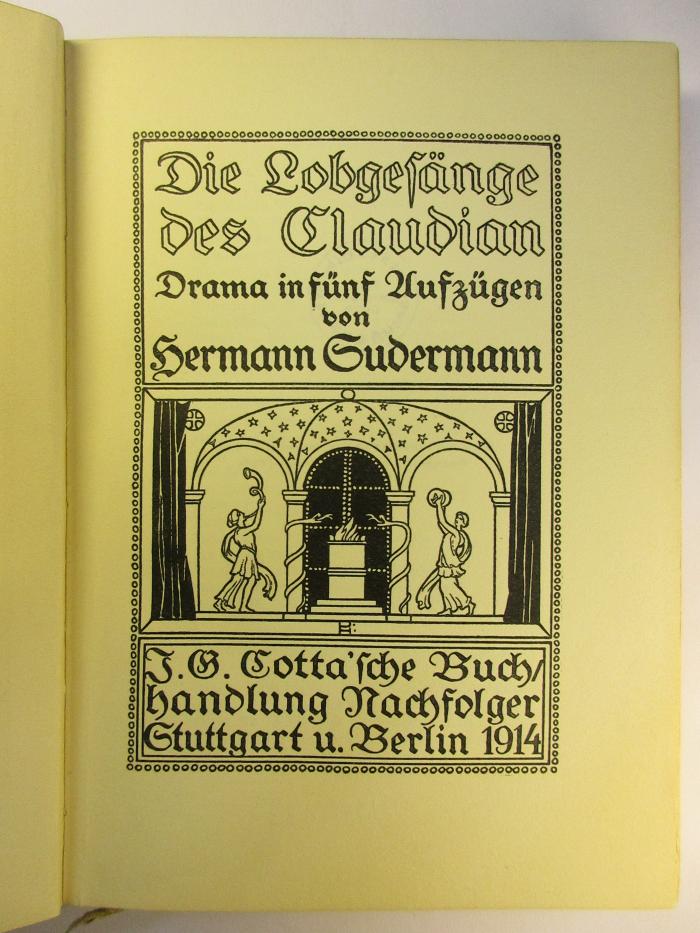 Die Lobgeſänge
des Claudian
Drama in fünf Aufzügen
von
Hermann Sudermann
J. G. Cotta'ſche Buch/
handlung Nachfolger
Stuttgart u. Berlin 1914